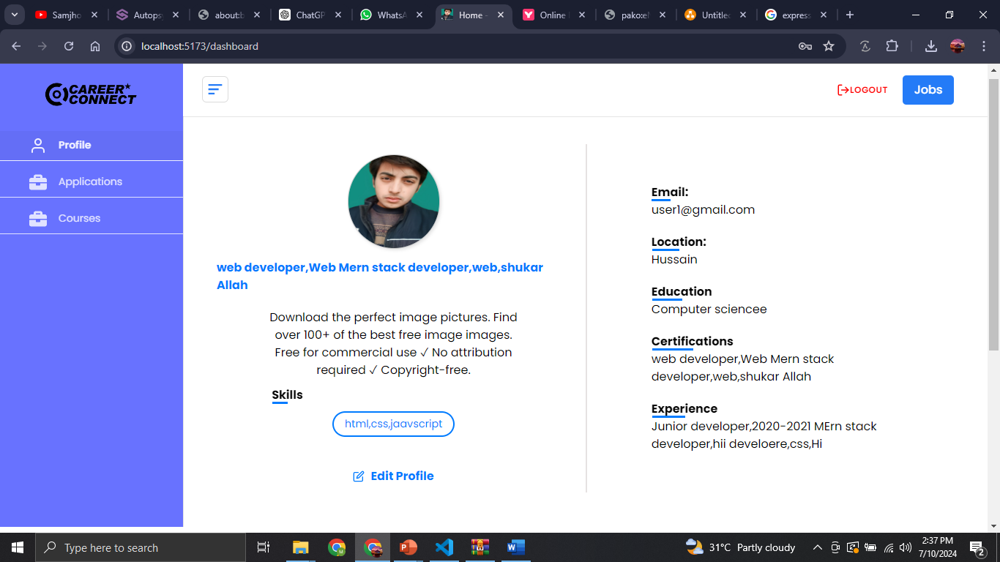 Samjho
Autopsy
about:b
ChatGP
WhatsA
Home -
Online
pako:eN
Untitled
express
localhost:5173/dashboard
CAREER
CONNECT
LOGOUT
Jobs
Profile
Applications
Courses
web developer,Web Mern stack developer,web,shukar
Allah
Download the perfect image pictures. Find
over 100+ of the best free image images.
Free for commercial use ✓ No attribution
required ✓ Copyright-free.
Skills
html,css,jaavscript
Edit Profile
Email:
user1@gmail.com
Location:
Hussain
Education
Computer sciencee
Certifications
web developer,Web Mern stack
developer,web,shukar Allah
Experience
Junior developer,2020-2021 MErn stack
developer,hii develoere,css,Hi
Type here to search
31°C Partly cloudy
2:37 PM
7/10/2024
2